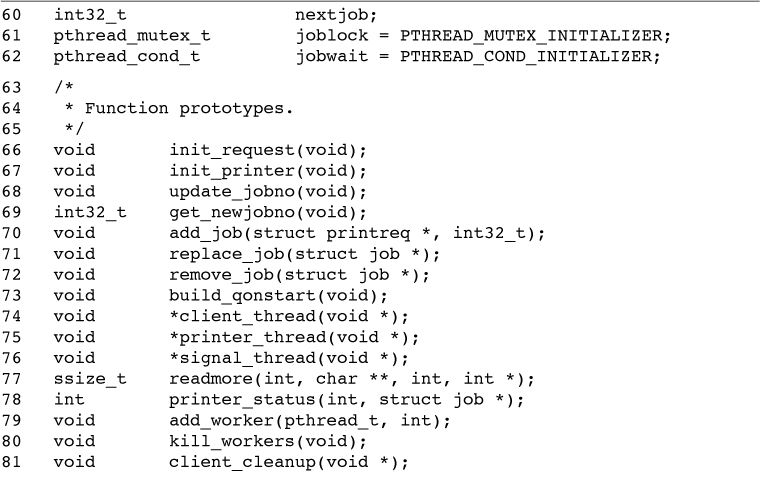 60 int32_t nextjob;
61 pthread_mutex_t joblock = PTHREAD_MUTEX_INITIALIZER;
62 pthread_cond_t jobwait = PTHREAD_COND_INITIALIZER;
63 /*
64 * Function prototypes.
65 */
66 void init_request(void);
67 void init_printer(void);
68 void update_jobno(void);
69 int32_t get_newjobno(void);
70 void add_job(struct printreq *, int32_t);
71 void replace_job(struct job *);
72 void remove_job(struct job *);
73 void build_qonstart(void);
74 void *client_thread(void *);
75 void *printer_thread(void *);
76 void *signal_thread(void *);
77 ssize_t readmore(int, char **, int, int *);
78 int printer_status(int, struct job *);
79 void add_worker(pthread_t, int);
80 void kill_workers(void);
81 void client_cleanup(void *);